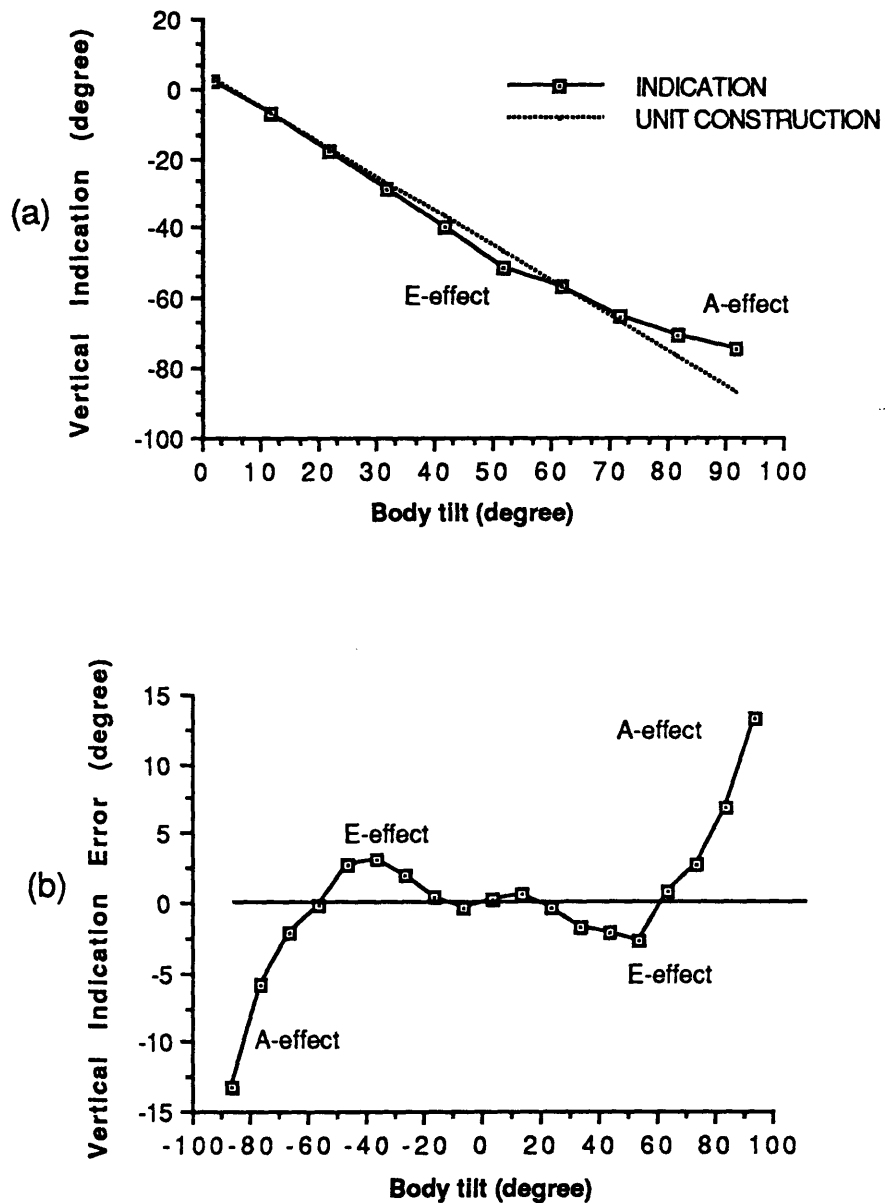 (a)
Vertical Indication (degree)
20
0
-20
-40
-60
-80
-100
INDICATION
UNIT CONSTRUCTION
E-effect
A-effect
0 10 20 30 40 50 60 70 80 90 100
Body tilt (degree)
(b)
Vertical Indication Error (degree)
15
10
5
0
-5
-10
-15
A-effect
E-effect
E-effect
A-effect
-100 -80 -60 -40 -20 0 20 40 60 80 100
Body tilt (degree)